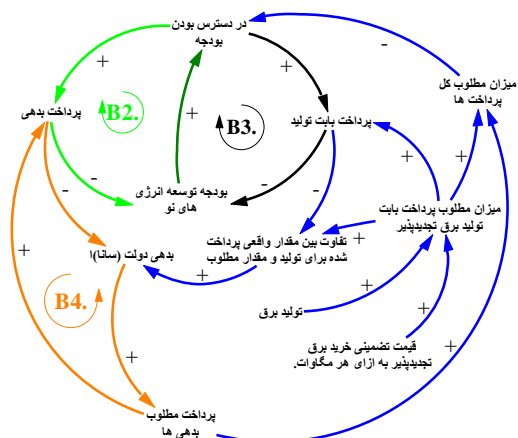 در دسترس بودن
بودجه
+
+
-
میزان مطلوب کل
پرداخت ها
B2.
B3.
+
پرداخت بدهی
پرداخت بابت تولید
+
+
-
-
-
-
بودجه توسعه انرژی
های نو
میزان مطلوب پرداخت بابت
تولید برق تجدیدپذیر
تفاوت بین مقدار واقعی پرداخت
شده برای تولید و مقدار مطلوب
+
بدهی دولت (ساتبا)
+
+
+
B4.
تولید برق
+
قیمت تضمینی خرید برق
تجدیدپذیر به ازای هر مگاوات.
+
+
+
پرداخت مطلوب
بدهی ها